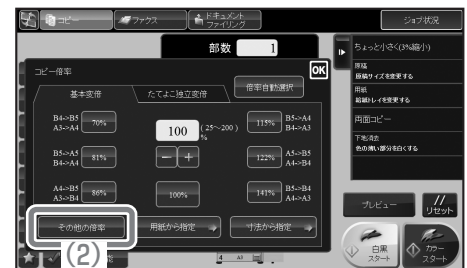 コピー
ファクス
ドキュメント
ファイリング
ジョブ状況
部数 1
ちょっと小さく(3%縮小)
原稿
原稿サイズを変更する
用紙
給紙トレイを変更する
両面コピー
下地消去
色の薄い部分を白くする
コピー倍率
OK
基本変倍
たてよこ独立変倍
倍率自動選択
B4->B5
A3->A4
70%
100
(25～200)
%
115%
B5->A4
B4->A3
B5->A5
B4->A4
81%
－
＋
122%
A5->B5
A4->B4
A4->B5
A3->B4
86%
100%
141%
B5->B4
A4->A3
その他の倍率
用紙から指定
寸法から指定
プレビュー
リセット
白黒
スタート
カラー
スタート
(2)
4 A3